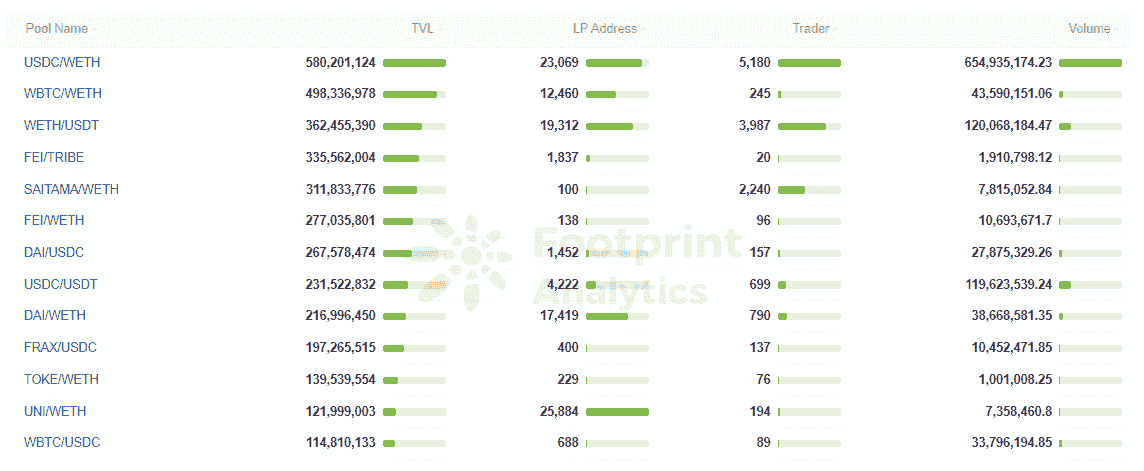 Pool Name TVL LP Address Trader Volume
USDC/WETH 580,201,124 23,069 5,180 654,935,174.23
WBTC/WETH 498,336,978 12,460 245 43,590,151.06
WETH/USDT 362,455,390 19,312 3,987 120,068,184.47
FEI/TRIBE 335,562,004 1,837 20 1,910,798.12
SAITAMA/WETH 311,833,776 100 2,240 7,815,052.84
FEI/WETH 277,035,801 138 96 10,693,671.7
Footprint
DAI/USDC 267,578,474 1,452 157 27,875,329.26
USDC/USDT 231,522,832 4,222 699 119,623,539.24
Analytics
DAI/WETH 216,996,450 17,419 790 38,668,581.35
FRAX/USDC 197,265,515 400 137 10,452,471.85
TOKE/WETH 139,539,554 229 76 1,001,008.25
UNI/WETH 121,999,003 25,884 194 7,358,460.8
WBTC/USDC 114,810,133 688 89 33,796,194.85